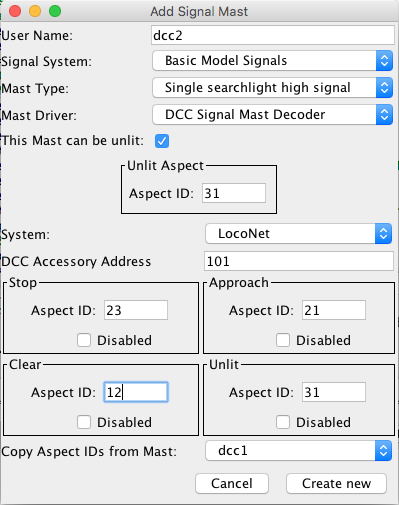 Add Signal Mast
User Name: dcc2
Signal System: Basic Model Signals
Mast Type: Single searchlight high signal
Mast Driver: DCC Signal Mast Decoder
This Mast can be unlit:
Unlit Aspect
Aspect ID: 31
System: LocoNet
DCC Accessory Address 101
Stop Approach
Aspect ID: 23 Aspect ID: 21
Disabled Disabled
Clear Unlit
Aspect ID: 12 Aspect ID: 31
Disabled Disabled
Copy Aspect IDs from Mast: dcc1
Cancel Create new